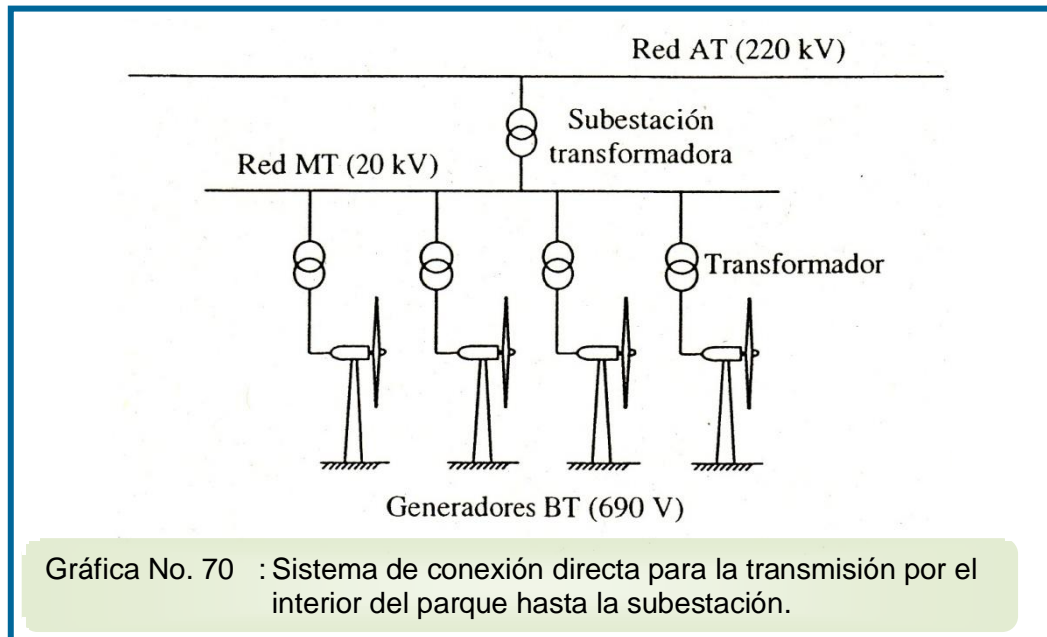 Red AT (220 kV)
Subestación
transformadora
Red MT (20 kV)
Transformador
Generadores BT (690 V)
Gráfica No. 70 : Sistema de conexión directa para la transmisión por el
interior del parque hasta la subestación.